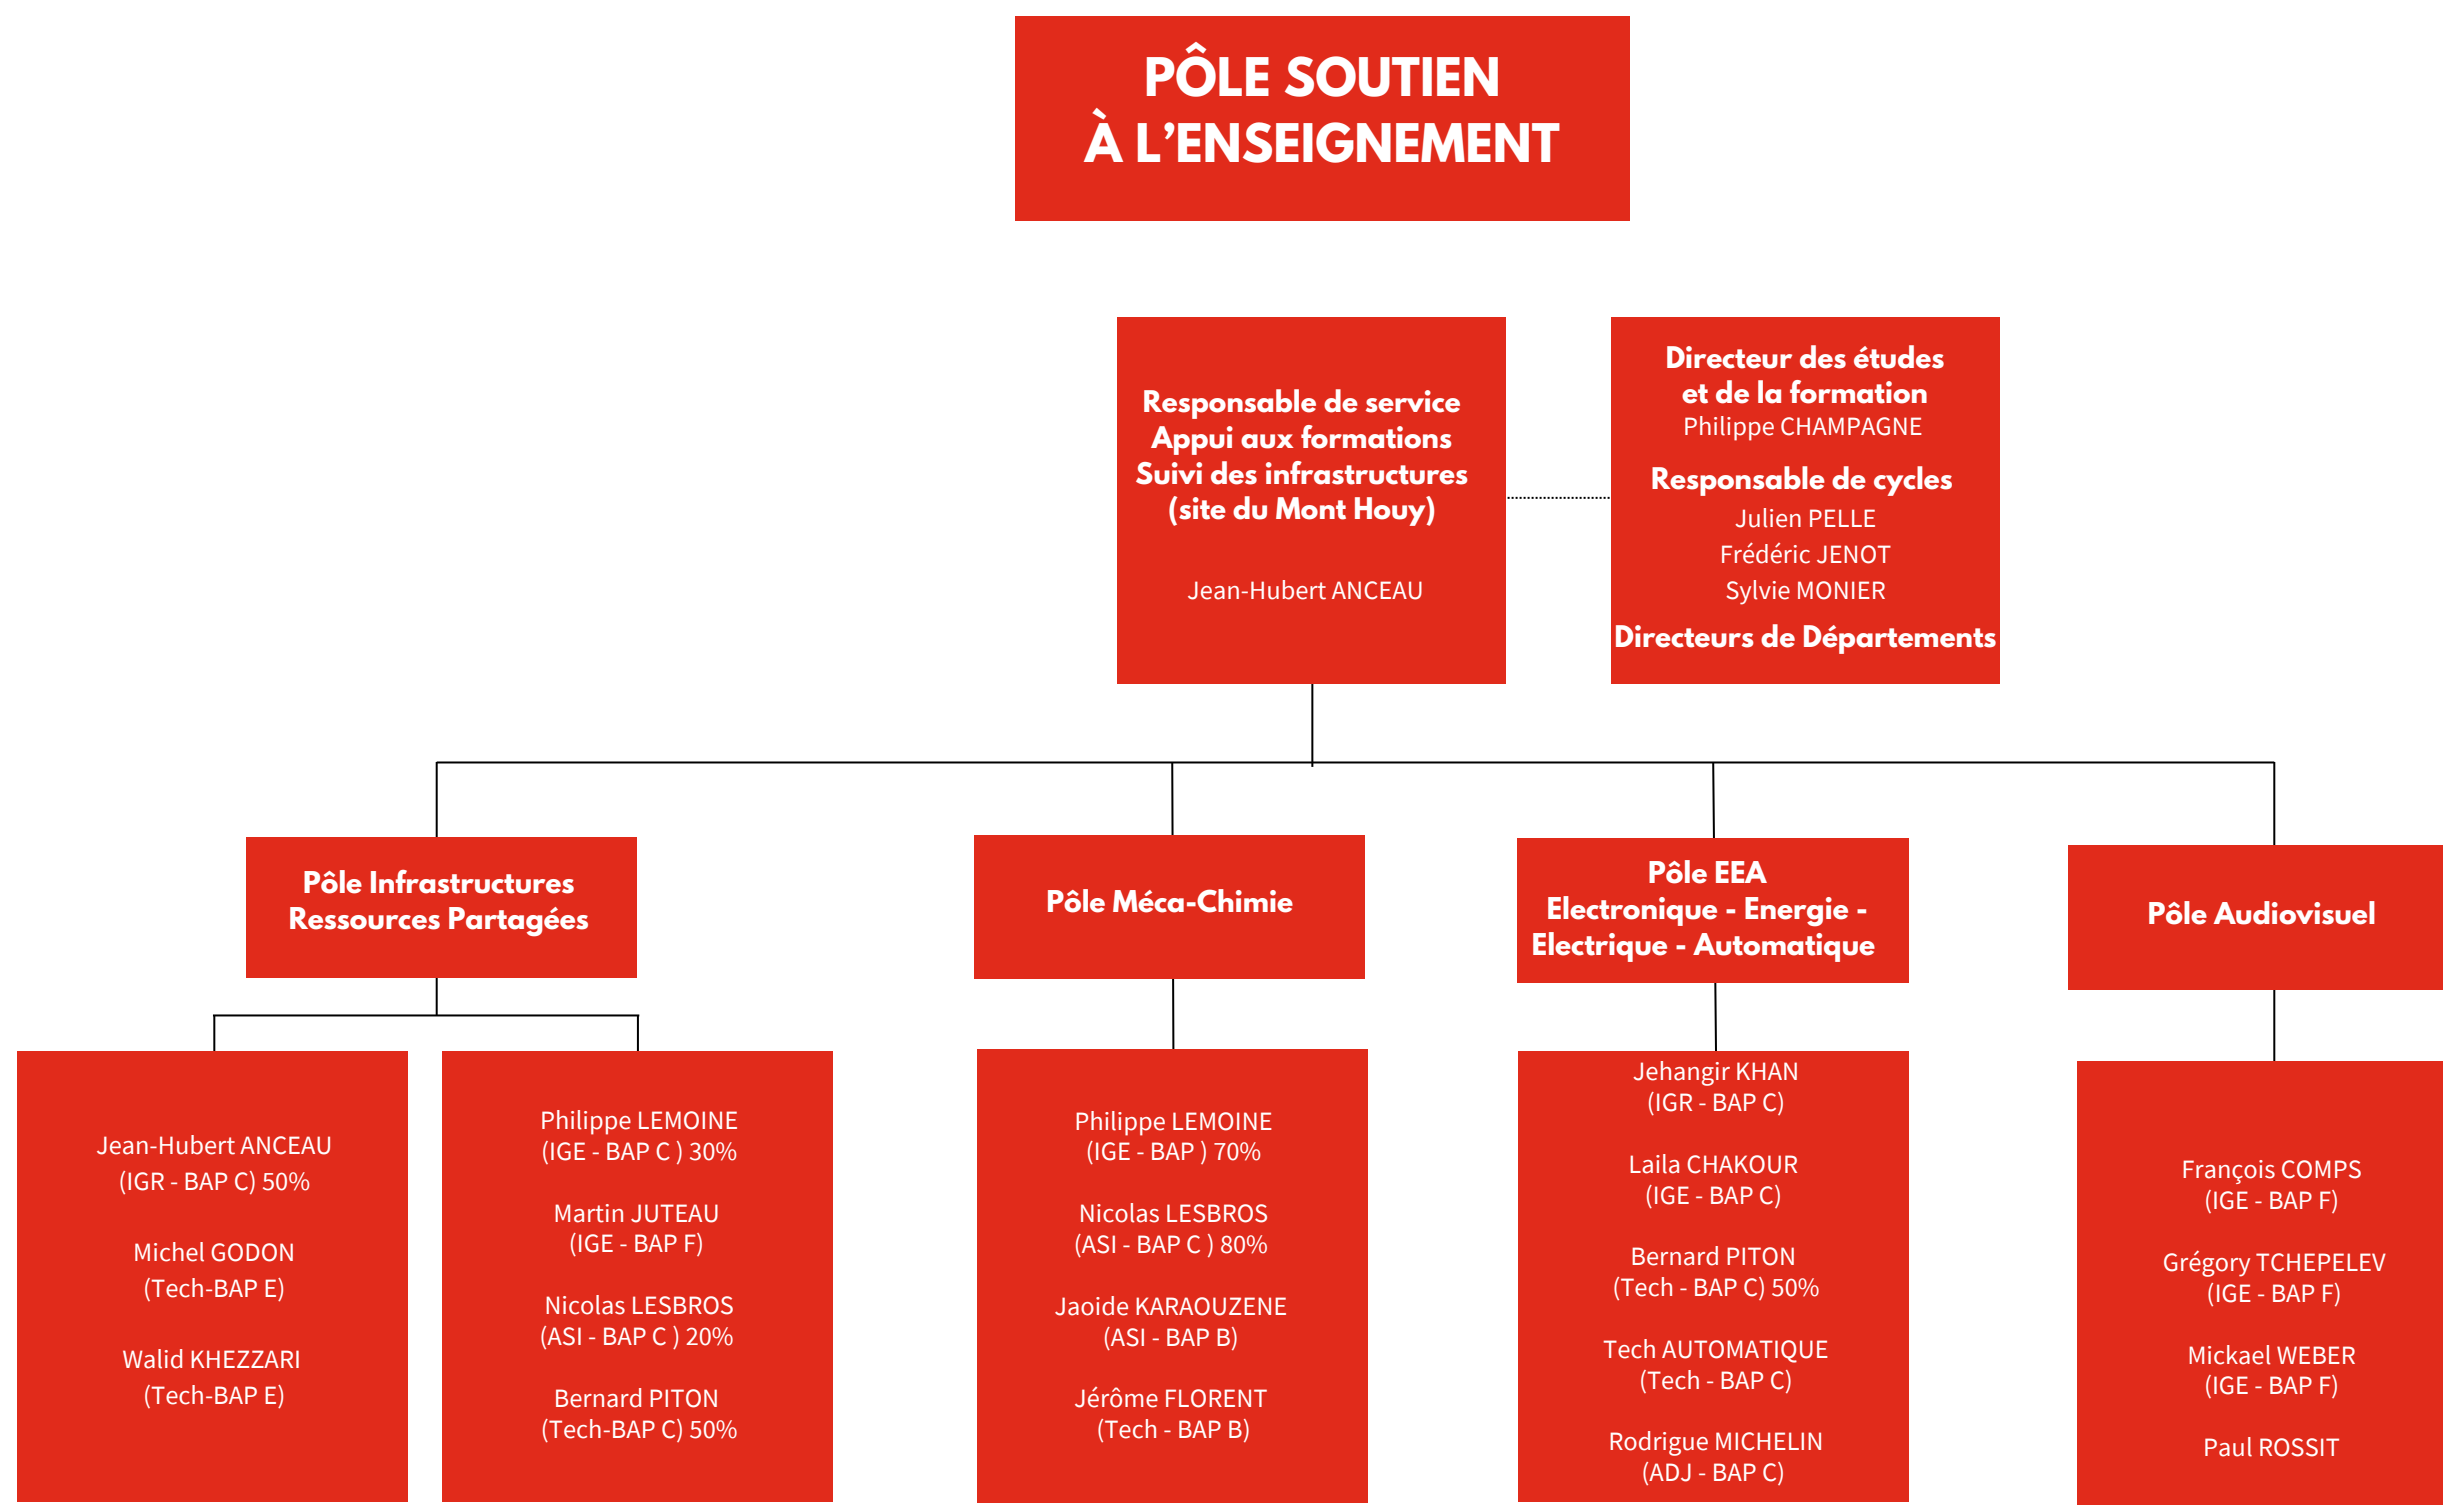 PÔLE SOUTIEN
À L’ENSEIGNEMENT
Responsable de service
Appui aux formations
Suivi des infrastructures
(site du Mont Houy)
Jean-Hubert ANCEAU
Directeur des études
et de la formation
Philippe CHAMPAGNE
Responsable de cycles
Julien PELLE
Frédéric JENOT
Sylvie MONIER
Directeurs de Départements
Pôle Infrastructures
Ressources Partagées
Jean-Hubert ANCEAU
(IGR - BAP C) 50%
Michel GODON
(Tech-BAP E)
Walid KHEZZARI
(Tech-BAP E)
Philippe LEMOINE
(IGE - BAP C ) 30%
Martin JUTEAU
(IGE - BAP F)
Nicolas LESBROS
(ASI - BAP C ) 20%
Bernard PITON
(Tech-BAP C) 50%
Pôle Méca-Chimie
Philippe LEMOINE
(IGE - BAP ) 70%
Nicolas LESBROS
(ASI - BAP C ) 80%
Jaoide KARAOUZENE
(ASI - BAP B)
Jérôme FLORENT
(Tech - BAP B)
Pôle EEA
Electronique - Energie -
Electrique - Automatique
Jehangir KHAN
(IGR - BAP C)
Laila CHAKOUR
(IGE - BAP C)
Bernard PITON
(Tech - BAP C) 50%
Tech AUTOMATIQUE
(Tech - BAP C)
Rodrigue MICHELIN
(ADJ - BAP C)
Pôle Audiovisuel
François COMPS
(IGE - BAP F)
Grégory TCHEPELEV
(IGE - BAP F)
Mickael WEBER
(IGE - BAP F)
Paul ROSSIT